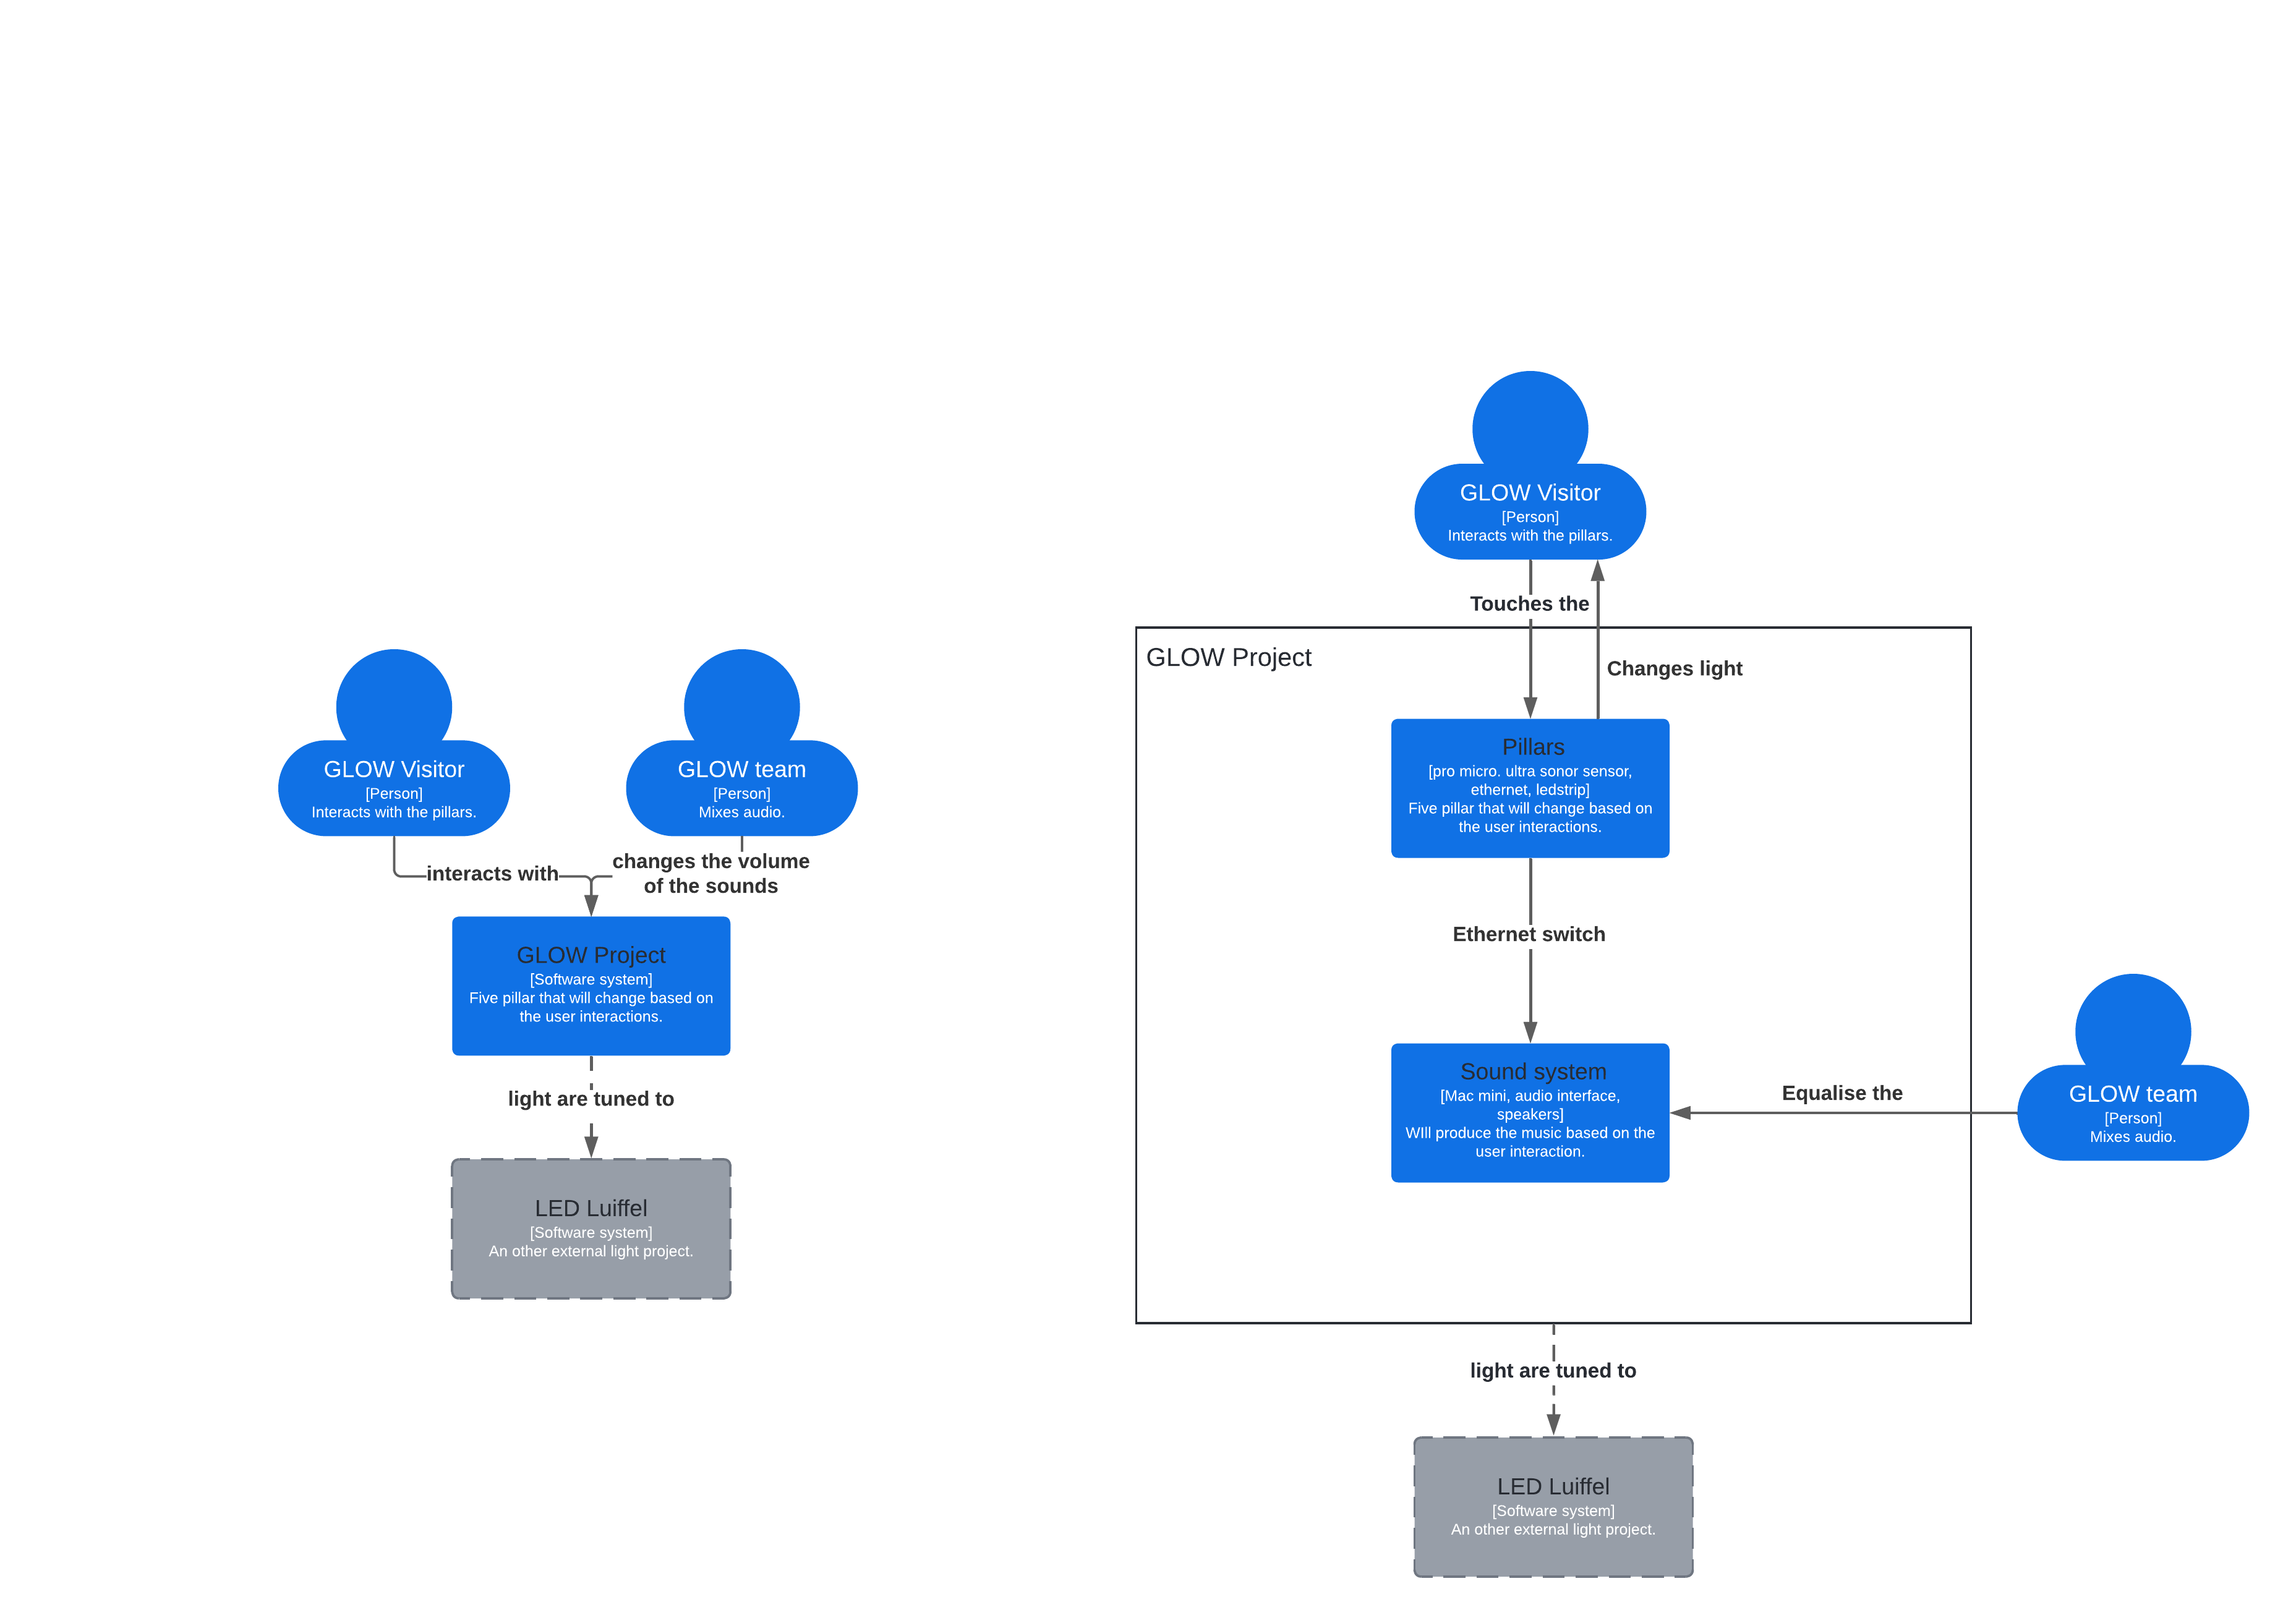 GLOW Visitor
[Person]
Interacts with the pillars.
GLOW team
[Person]
Mixes audio.
interacts with
changes the volume
of the sounds
GLOW Project
[Software system]
Five pillar that will change based on
the user interactions.
light are tuned to
LED Luiffel
[Software system]
An other external light project.
GLOW Visitor
[Person]
Interacts with the pillars.
Touches the
GLOW Project
Changes light
Pillars
[pro micro. ultra sonor sensor,
ethernet, ledstrip]
Five pillar that will change based on
the user interactions.
Ethernet switch
Sound system
[Mac mini, audio interface,
speakers]
WIll produce the music based on the
user interaction.
Equalise the
GLOW team
[Person]
Mixes audio.
light are tuned to
LED Luiffel
[Software system]
An other external light project.